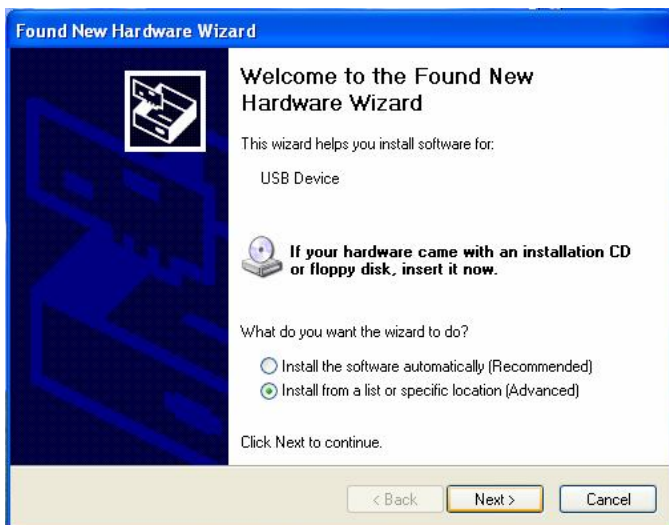 Found New Hardware Wizard
Welcome to the Found New
Hardware Wizard
This wizard helps you install software for:
USB Device
If your hardware came with an installation CD
or floppy disk, insert it now.
What do you want the wizard to do?
Install the software automatically (Recommended)
Install from a list or specific location (Advanced)
Click Next to continue.
< Back
Next >
Cancel